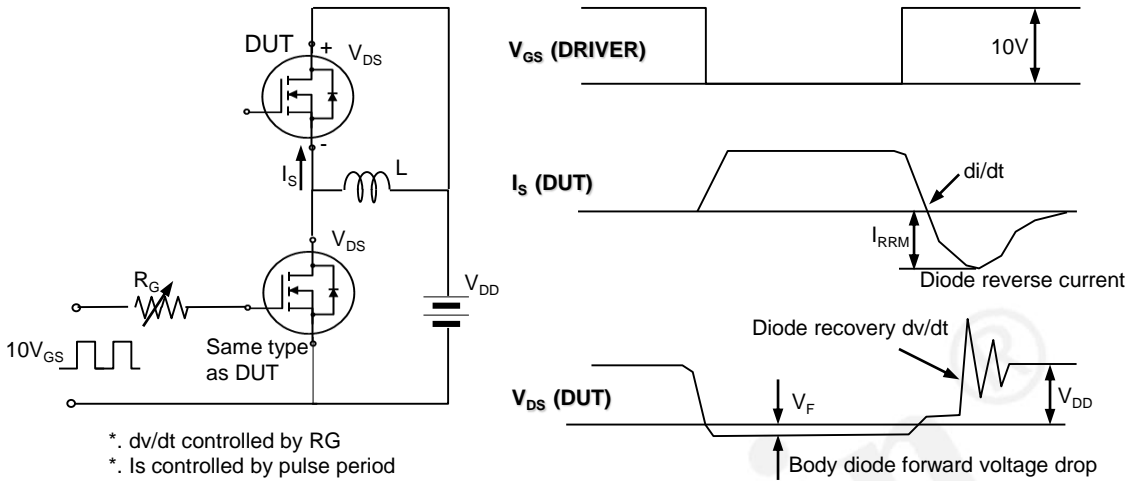 DUT
+
V_DS
-
I_S
L
V_DS
R_G
V_DD
10V_GS
Same type
as DUT
*. dv/dt controlled by RG
*. Is controlled by pulse period
V_GS (DRIVER)
10V
I_S (DUT)
di/dt
I_RRM
Diode reverse current
Diode recovery dv/dt
V_DS (DUT)
V_F
V_DD
Body diode forward voltage drop